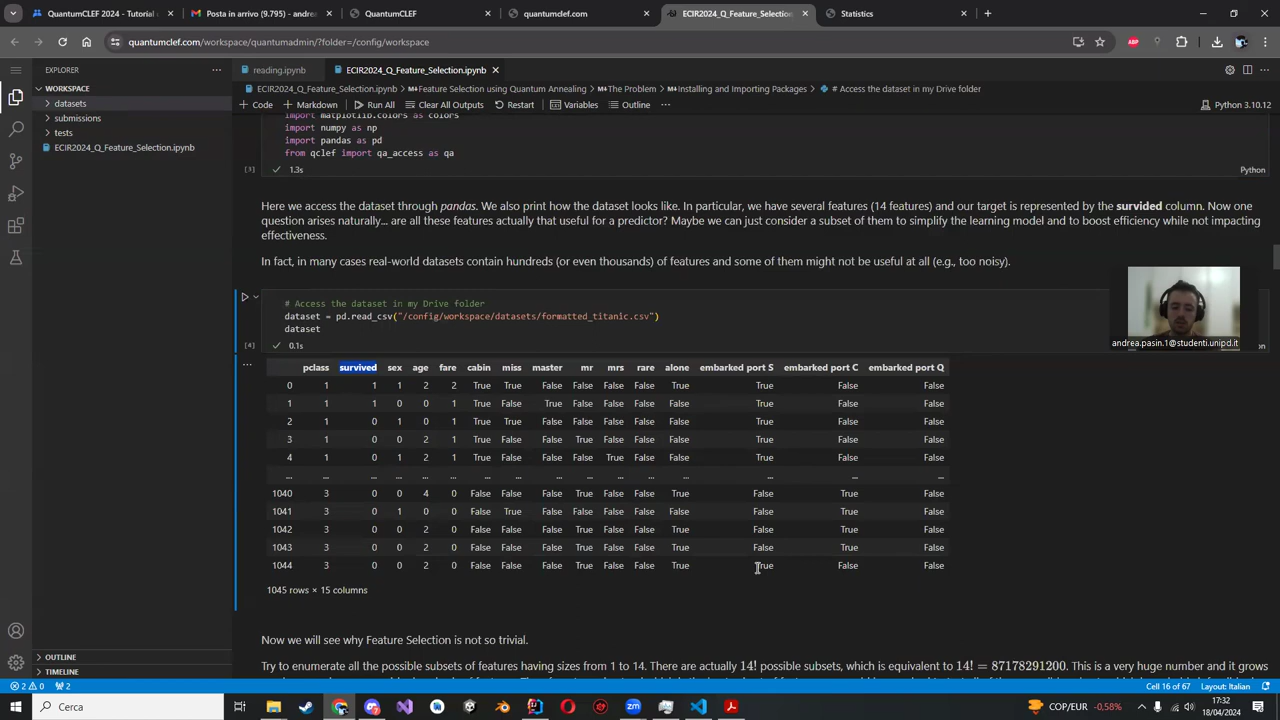 QuantumCLEF 2024 - Tutorial
Posta in arrivo (9.795) - andrea
QuantumCLEF
quantumclef.com
ECIR2024_Q_Feature_Selection
Statistics
quantumclef.com/workspace/quantumadmin/?folder=/config/workspace
EXPLORER
WORKSPACE
datasets
submissions
tests
ECIR2024_Q_Feature_Selection.ipynb
OUTLINE
TIMELINE
reading.ipynb
ECIR2024_Q_Feature_Selection.ipynb
ECIR2024_Q_Feature_Selection.ipynb > Feature Selection using Quantum Annealing > The Problem > Installing and Importing Packages > # Access the dataset in my Drive folder
+ Code + Markdown Run All Clear All Outputs Restart Variables Outline ...
Python 3.10.12
import matplotlib.colors as colors
import numpy as np
import pandas as pd
from qclef import qa_access as qa
[3] 1.3s Python
Here we access the dataset through pandas. We also print how the dataset looks like. In particular, we have several features (14 features) and our target is represented by the survided column. Now one
question arises naturally... are all these features actually that useful for a predictor? Maybe we can just consider a subset of them to simplify the learning model and to boost efficiency while not impacting
effectiveness.
In fact, in many cases real-world datasets contain hundreds (or even thousands) of features and some of them might not be useful at all (e.g., too noisy).
# Access the dataset in my Drive folder
dataset = pd.read_csv("/config/workspace/datasets/formatted_titanic.csv")
dataset
[4] 0.1s
andrea.pasin.1@studenti.unipd.it
pclass survived sex age fare cabin miss master mr mrs rare alone embarked port S embarked port C embarked port Q
0 1 1 1 2 2 True True False False False False True True False False
1 1 1 0 0 1 True False True False False False False True False False
2 1 0 1 0 1 True True False False False False False True False False
3 1 0 0 2 1 True False False True False False False True False False
4 1 0 1 2 1 True False False False True False False True False False
... ... ... ... ... ... ... ... ... ... ... ... ... ... ... ...
1040 3 0 0 4 0 False False False True False False True False True False
1041 3 0 1 0 0 False True False False False False True False True False
1042 3 0 0 2 0 False False False True False False True False True False
1043 3 0 0 2 0 False False False True False False True False True False
1044 3 0 0 2 0 False False False True False False True True False False
1045 rows × 15 columns
Now we will see why Feature Selection is not so trivial.
Try to enumerate all the possible subsets of features having sizes from 1 to 14. There are actually 14! possible subsets, which is equivalent to 14! = 87178291200. This is a very huge number and it grows
2 0 2
Cell 16 of 67
Layout: Italian
Cerca
COP/EUR -0,58%
17:32
18/04/2024